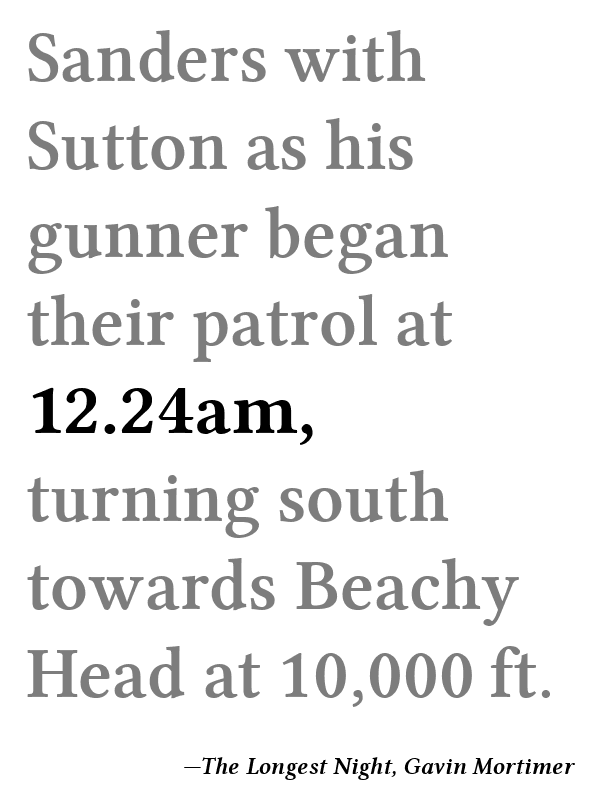 Sanders with
Sutton as his
gunner began
their patrol at
12.24am,
turning south
towards Beachy
Head at 10,000 ft.
—The Longest Night, Gavin Mortimer